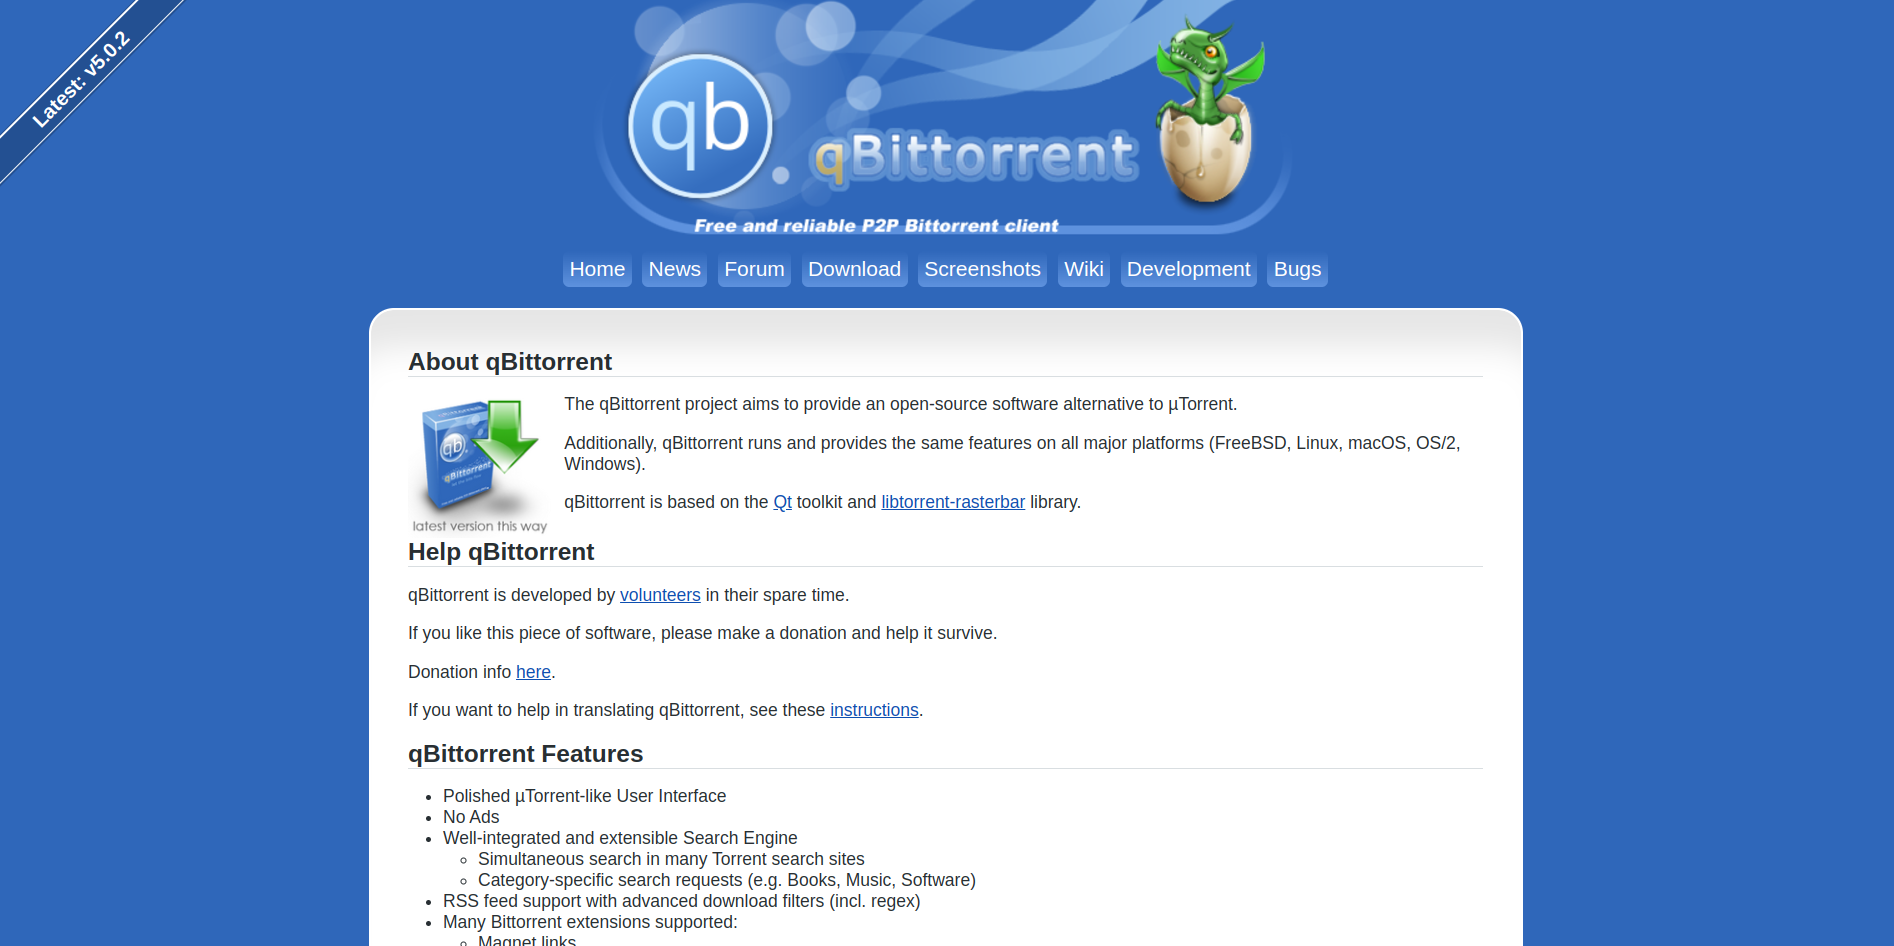 Latest: v5.0.2
qb
qBittorrent
Free and reliable P2P Bittorrent client
Home News Forum Download Screenshots Wiki Development Bugs
About qBittorrent
The qBittorrent project aims to provide an open-source software alternative to µTorrent.
Additionally, qBittorrent runs and provides the same features on all major platforms (FreeBSD, Linux, macOS, OS/2,
Windows).
qBittorrent is based on the Qt toolkit and libtorrent-rasterbar library.
qb
qBittorrent
latest version this way
Help qBittorrent
qBittorrent is developed by volunteers in their spare time.
If you like this piece of software, please make a donation and help it survive.
Donation info here.
If you want to help in translating qBittorrent, see these instructions.
qBittorrent Features
Polished µTorrent-like User Interface
No Ads
Well-integrated and extensible Search Engine
Simultaneous search in many Torrent search sites
Category-specific search requests (e.g. Books, Music, Software)
RSS feed support with advanced download filters (incl. regex)
Many Bittorrent extensions supported:
Magnet links